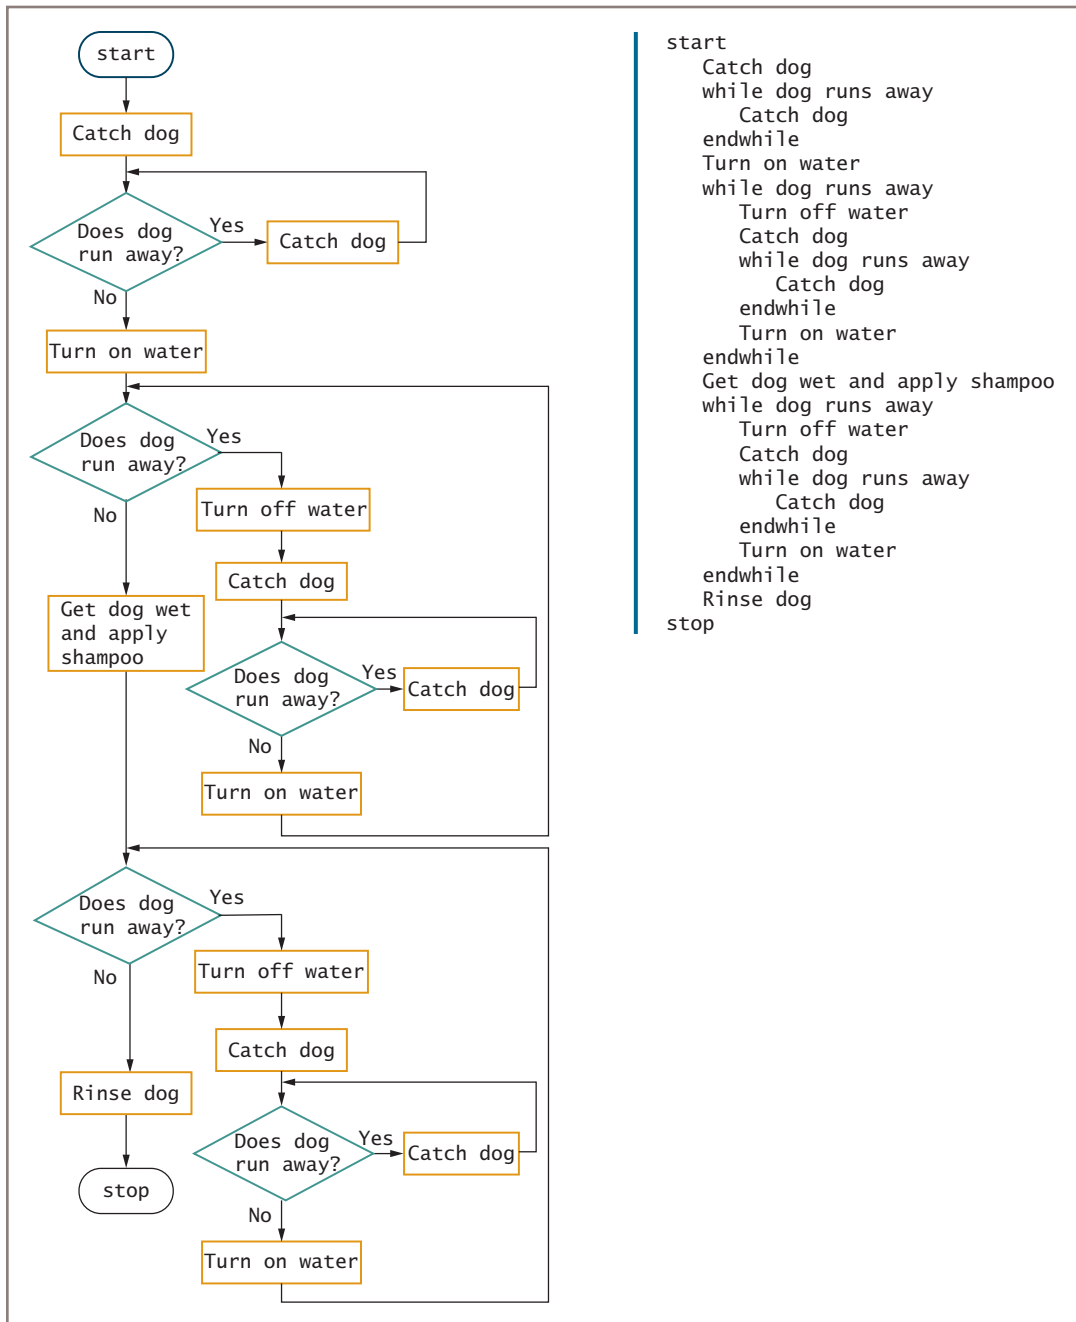 start
Catch dog
Does dog
run away?
Yes
Catch dog
No
Turn on water
Does dog
run away?
Yes
Turn off water
Catch dog
Does dog
run away?
Yes
Catch dog
No
Turn on water
No
Get dog wet
and apply
shampoo
Does dog
run away?
Yes
Turn off water
Catch dog
Does dog
run away?
Yes
Catch dog
No
Turn on water
No
Rinse dog
stop
start
Catch dog
while dog runs away
Catch dog
endwhile
Turn on water
while dog runs away
Turn off water
Catch dog
while dog runs away
Catch dog
endwhile
Turn on water
endwhile
Get dog wet and apply shampoo
while dog runs away
Turn off water
Catch dog
while dog runs away
Catch dog
endwhile
Turn on water
endwhile
Rinse dog
stop